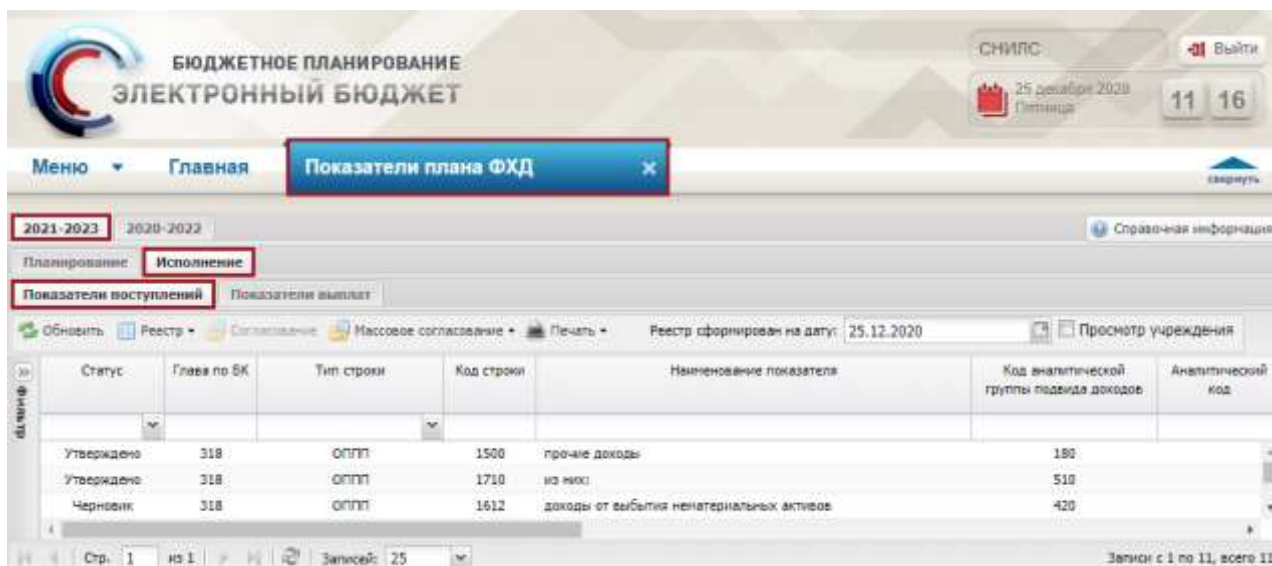 БЮДЖЕТНОЕ ПЛАНИРОВАНИЕ
ЭЛЕКТРОННЫЙ БЮДЖЕТ
СНИЛС
Выйти
25 декабря 2020
Пятница
11 16
Меню Главная Показатели плана ФХД
свернуть
2021-2023 2020-2022 Справочная информация
Планирование Исполнение
Показатели поступлений Показатели выплат
Обновить Реестр Согласование Массовое согласование Печать Реестр сформирован на дату: 25.12.2020 Просмотр учреждения
Фильтр
Статус Глава по БК Тип строки Код строки Наименование показателя Код аналитической группы подвида доходов Аналитический код
Утверждено 318 ОППП 1500 прочие доходы 180
Утверждено 318 ОППП 1710 из них: 510
Черновик 318 ОППП 1612 доходы от выбытия нематериальных активов 420
Стр. 1 из 1 Записей: 25 Записи с 1 по 11, всего 11